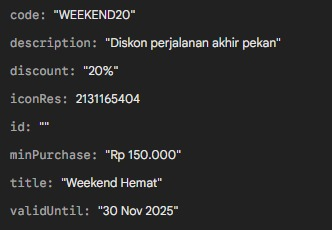 code: "WEEKEND20"
description: "Diskon perjalanan akhir pekan"
discount: "20%"
iconRes: 2131165404
id: ""
minPurchase: "Rp 150.000"
title: "Weekend Hemat"
validUntil: "30 Nov 2025"